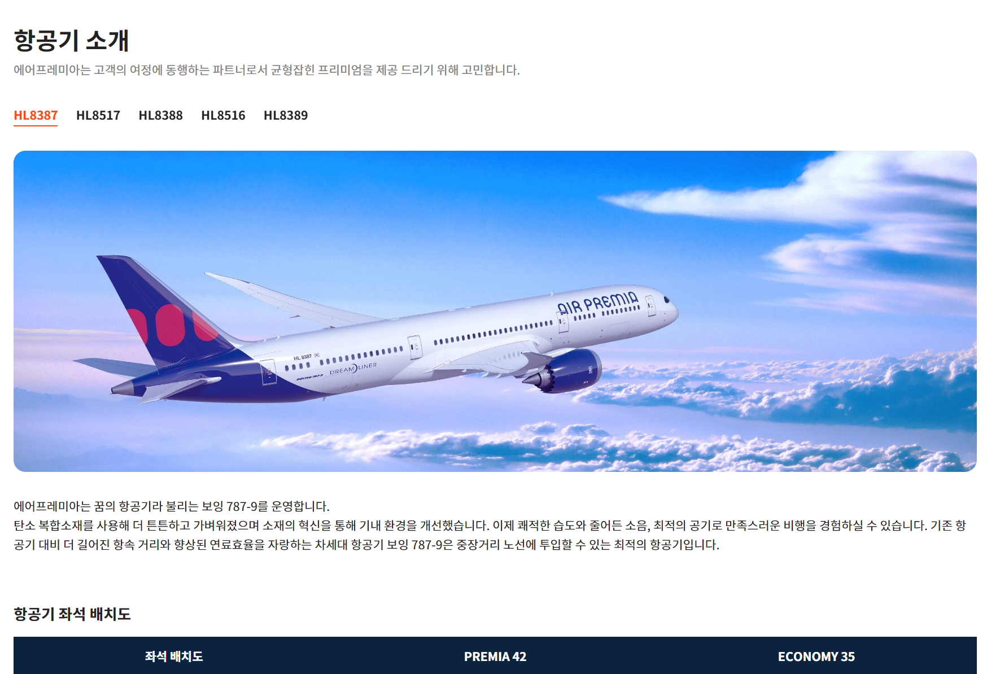 항공기 소개
에어프레미아는 고객의 여정에 동행하는 파트너로서 균형잡힌 프리미엄을 제공 드리기 위해 고민합니다.
HL8387 HL8517 HL8388 HL8516 HL8389
AIR PREMIA
HL 8387
BOEING 787-9 DREAMLINER
에어프레미아는 꿈의 항공기라 불리는 보잉 787-9를 운영합니다.
탄소 복합소재를 사용해 더 튼튼하고 가벼워졌으며 소재의 혁신을 통해 기내 환경을 개선했습니다. 이제 쾌적한 습도와 줄어든 소음, 최적의 공기로 만족스러운 비행을 경험하실 수 있습니다. 기존 항
공기 대비 더 길어진 항속 거리와 향상된 연료효율을 자랑하는 차세대 항공기 보잉 787-9은 중장거리 노선에 투입할 수 있는 최적의 항공기입니다.
항공기 좌석 배치도
좌석 배치도 PREMIA 42 ECONOMY 35